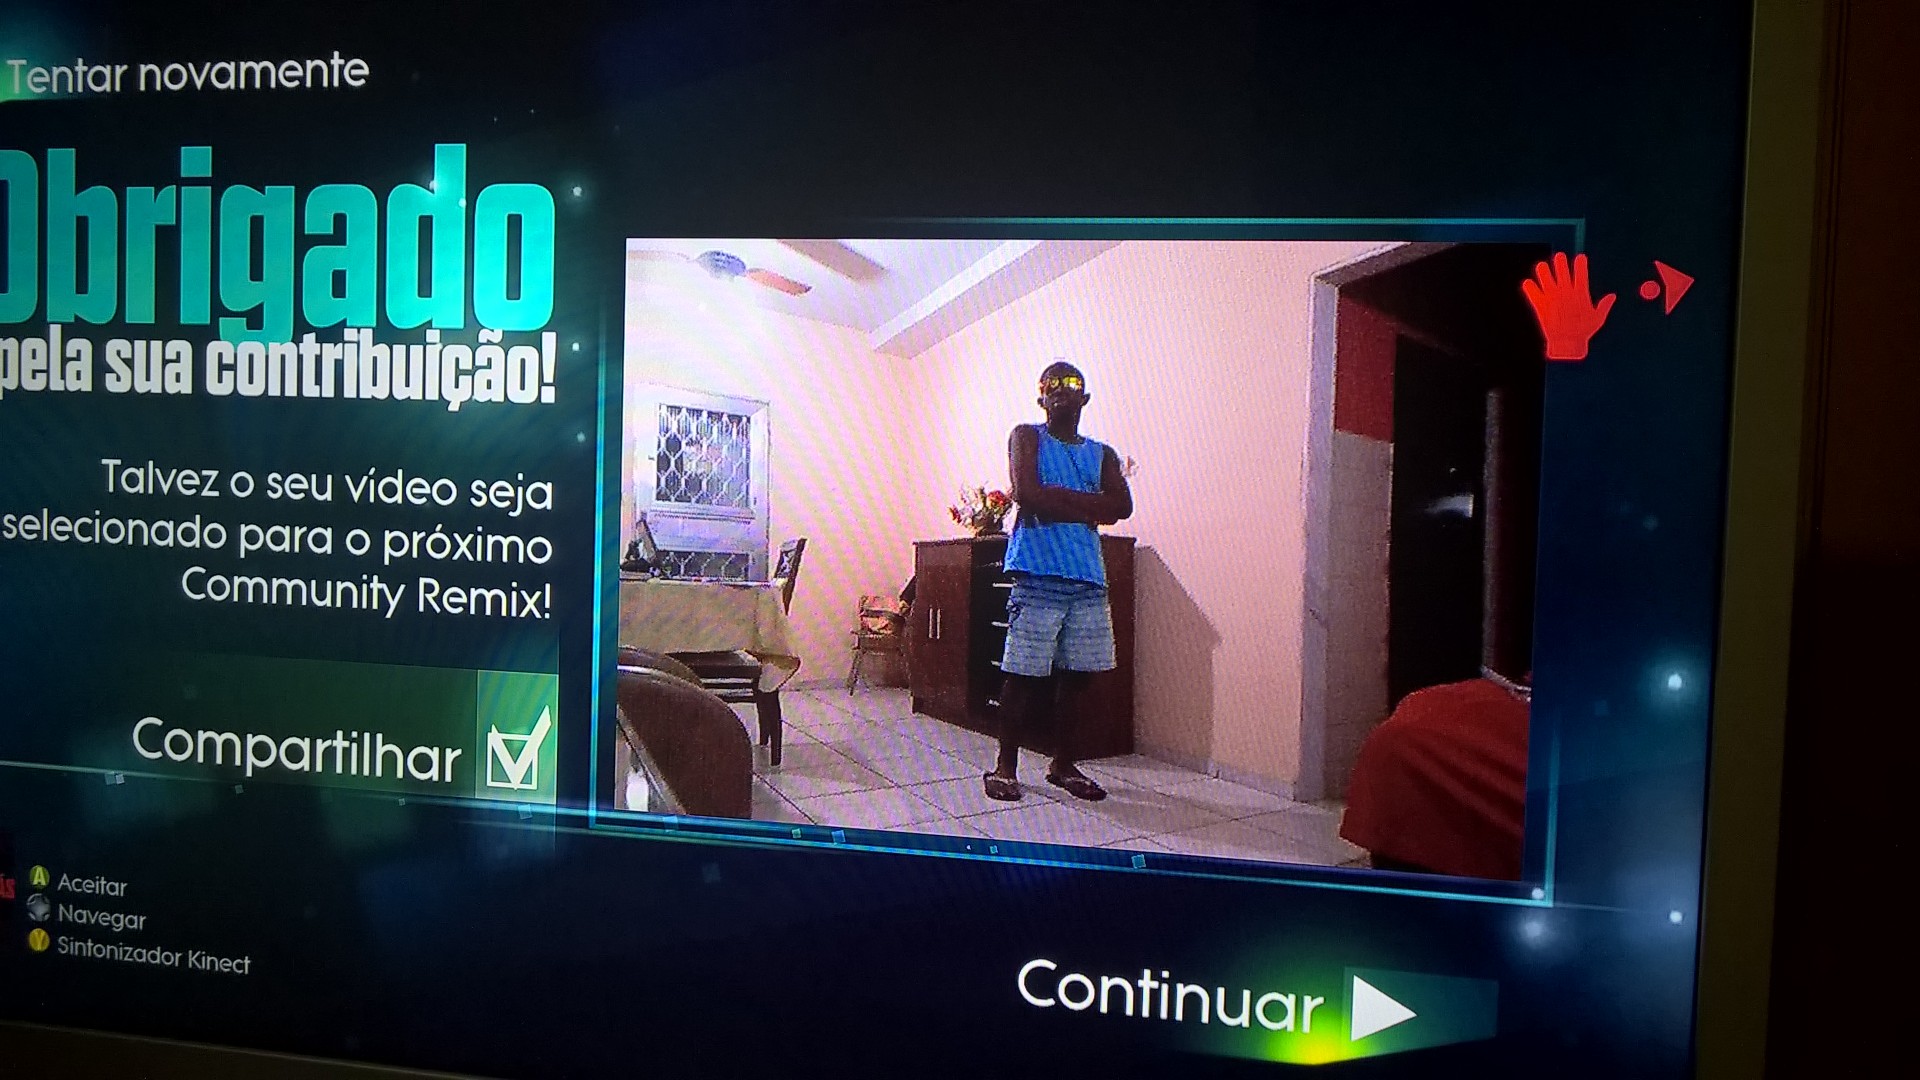 Tentar novamente
Obrigado
pela sua contribuição!
Talvez o seu vídeo seja
selecionado para o próximo
Community Remix!
Compartilhar
A Aceitar
Navegar
Y Sintonizador Kinect
Continuar